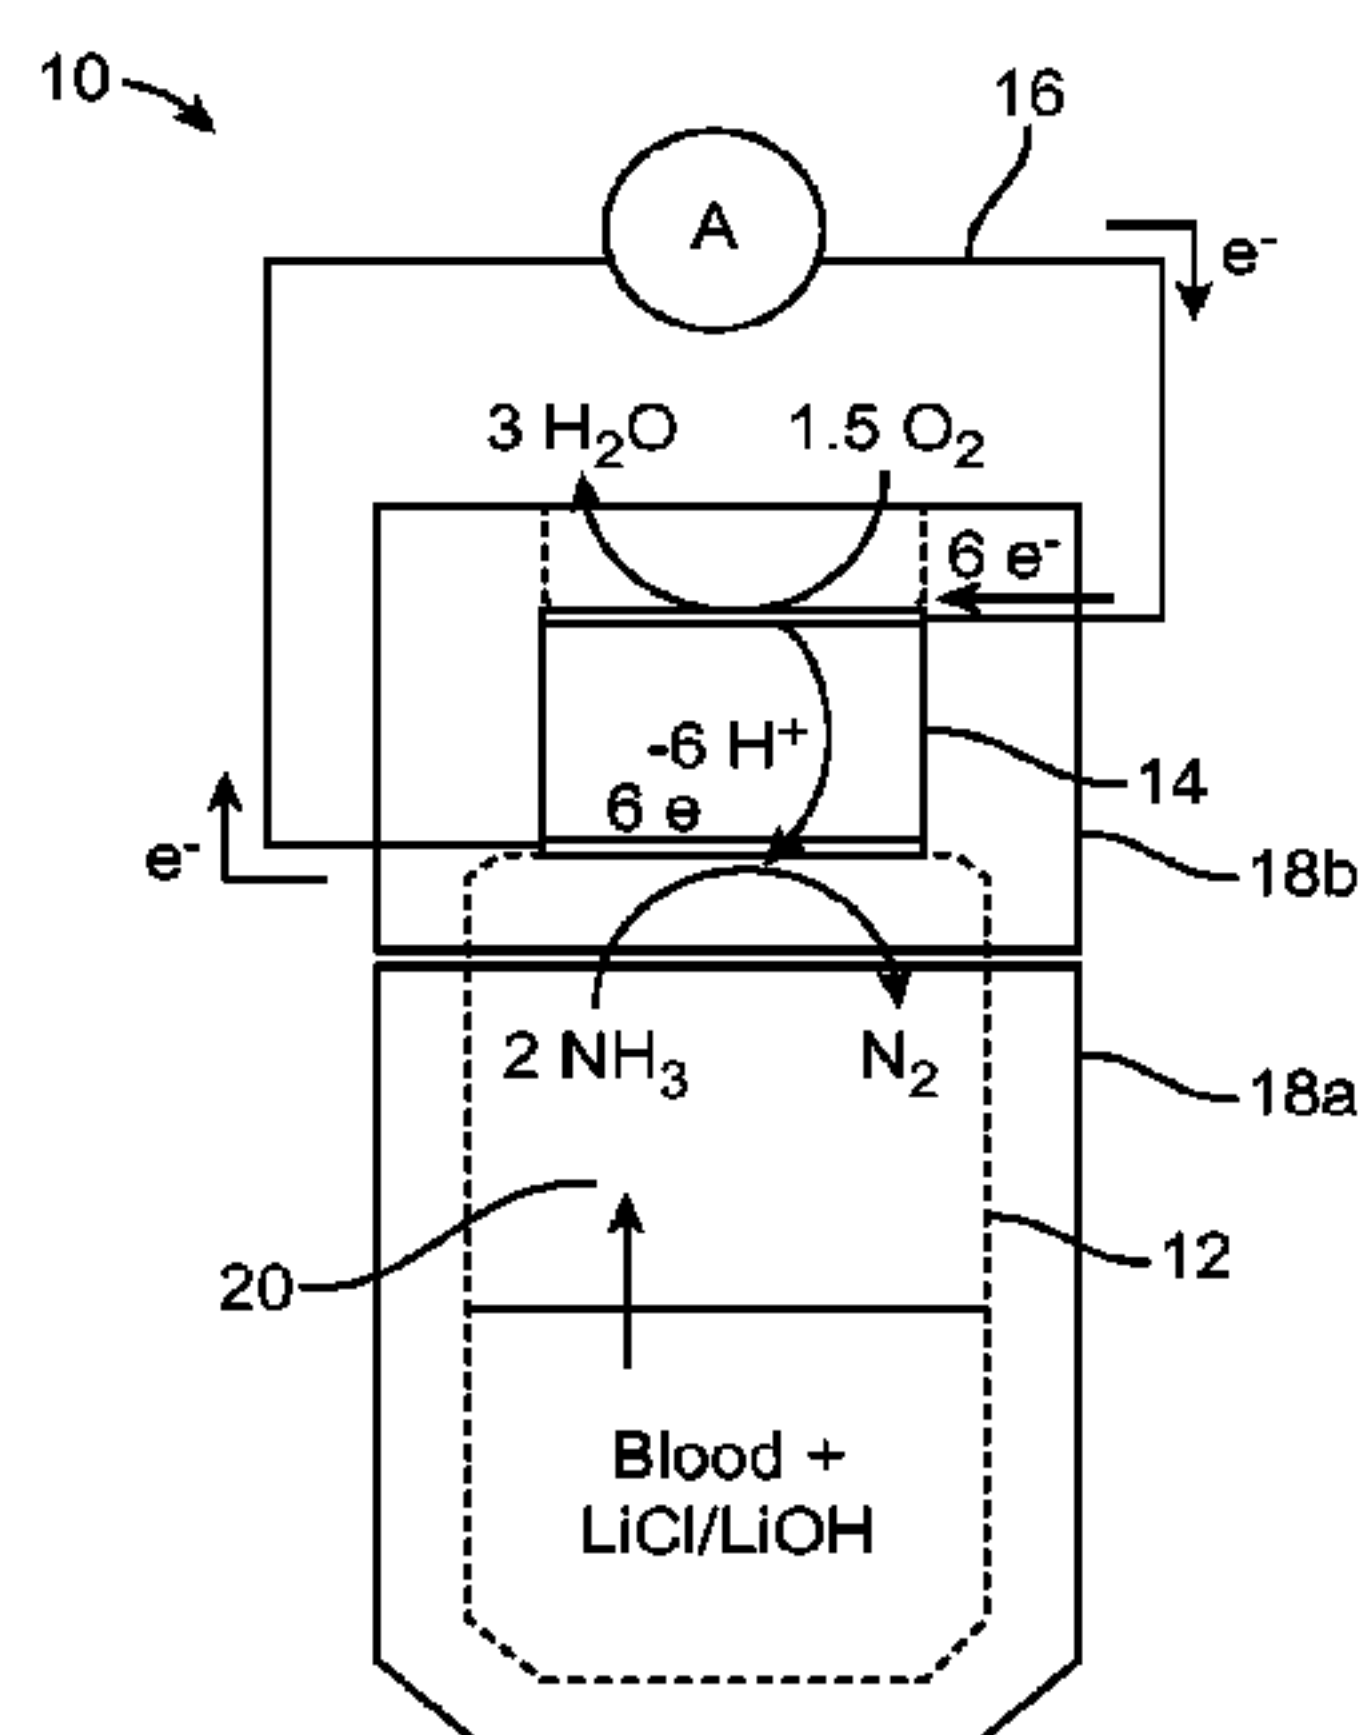 10
16
A
e-
3 H2O 1.5 O2
6 e-
-6 H+
6 e
14
e-
18b
2 NH3 N2
18a
12
20
Blood +
LiCl/LiOH